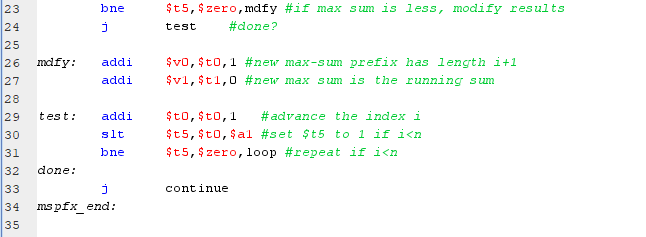 23 bne $t5,$zero,mdfy #if max sum is less, modify results
24 j test #done?
25
26 mdfy: addi $v0,$t0,1 #new max-sum prefix has length i+1
27 addi $v1,$t1,0 #new max sum is the running sum
28
29 test: addi $t0,$t0,1 #advance the index i
30 slt $t5,$t0,$a1 #set $t5 to 1 if i<n
31 bne $t5,$zero,loop #repeat if i<n
32 done:
33 j continue
34 mspfx_end:
35